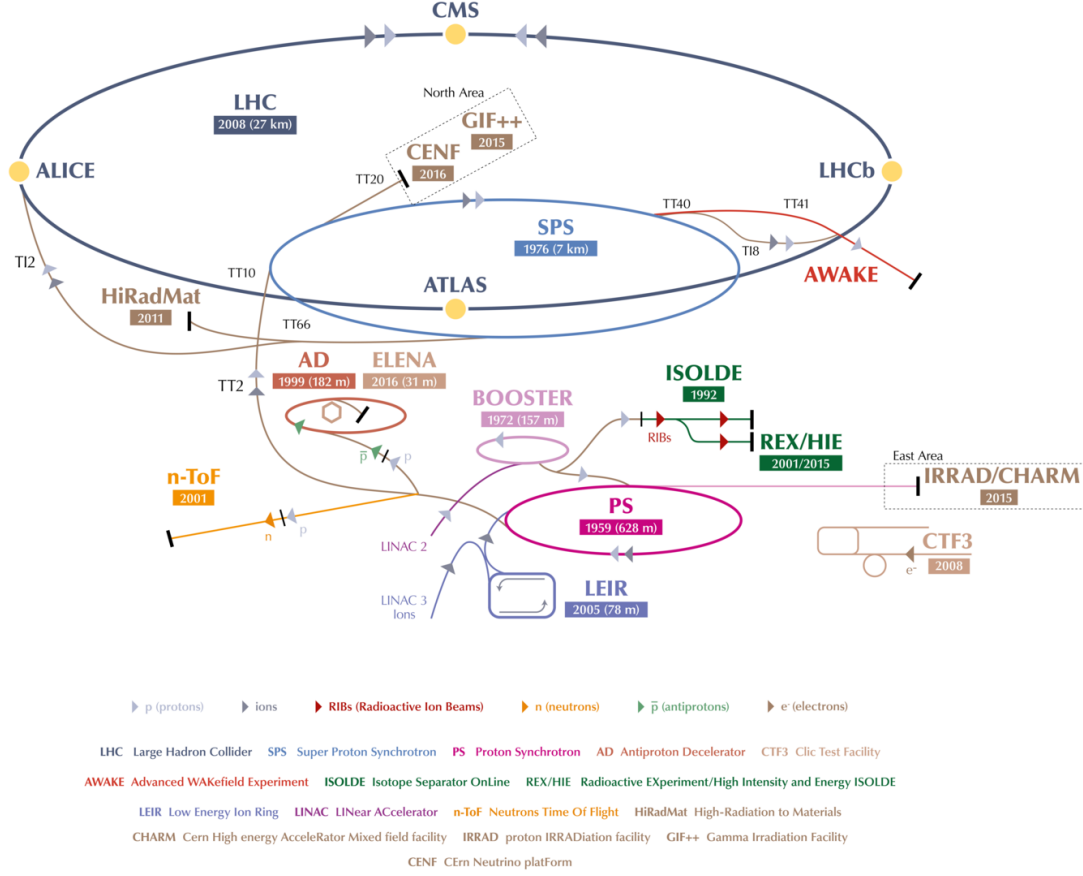 CMS
North Area
LHC
2008 (27 km)
GIF++
2015
CENF
2016
ALICE
LHCb
TT20
TT40
TT41
SPS
1976 (7 km)
TI8
TI2
TT10
AWAKE
ATLAS
HiRadMat
2011
TT66
AD
1999 (182 m)
ELENA
2016 (31 m)
TT2
ISOLDE
1992
BOOSTER
1972 (157 m)
RIBs
REX/HIE
2001/2015
p̅
p
East Area
n-ToF
2001
IRRAD/CHARM
2015
PS
1959 (628 m)
n
p
LINAC 2
CTF3
2008
e-
LEIR
2005 (78 m)
LINAC 3
Ions
p (protons) ions RIBs (Radioactive Ion Beams) n (neutrons) p̅ (antiprotons) e- (electrons)
LHC Large Hadron Collider SPS Super Proton Synchrotron PS Proton Synchrotron AD Antiproton Decelerator CTF3 Clic Test Facility
AWAKE Advanced WAKefield Experiment ISOLDE Isotope Separator OnLine REX/HIE Radioactive EXperiment/High Intensity and Energy ISOLDE
LEIR Low Energy Ion Ring LINAC LINear ACcelerator n-ToF Neutrons Time Of Flight HiRadMat High-Radiation to Materials
CHARM Cern High energy AcceleRator Mixed field facility IRRAD proton IRRADiation facility GIF++ Gamma Irradiation Facility
CENF CErn Neutrino platForm